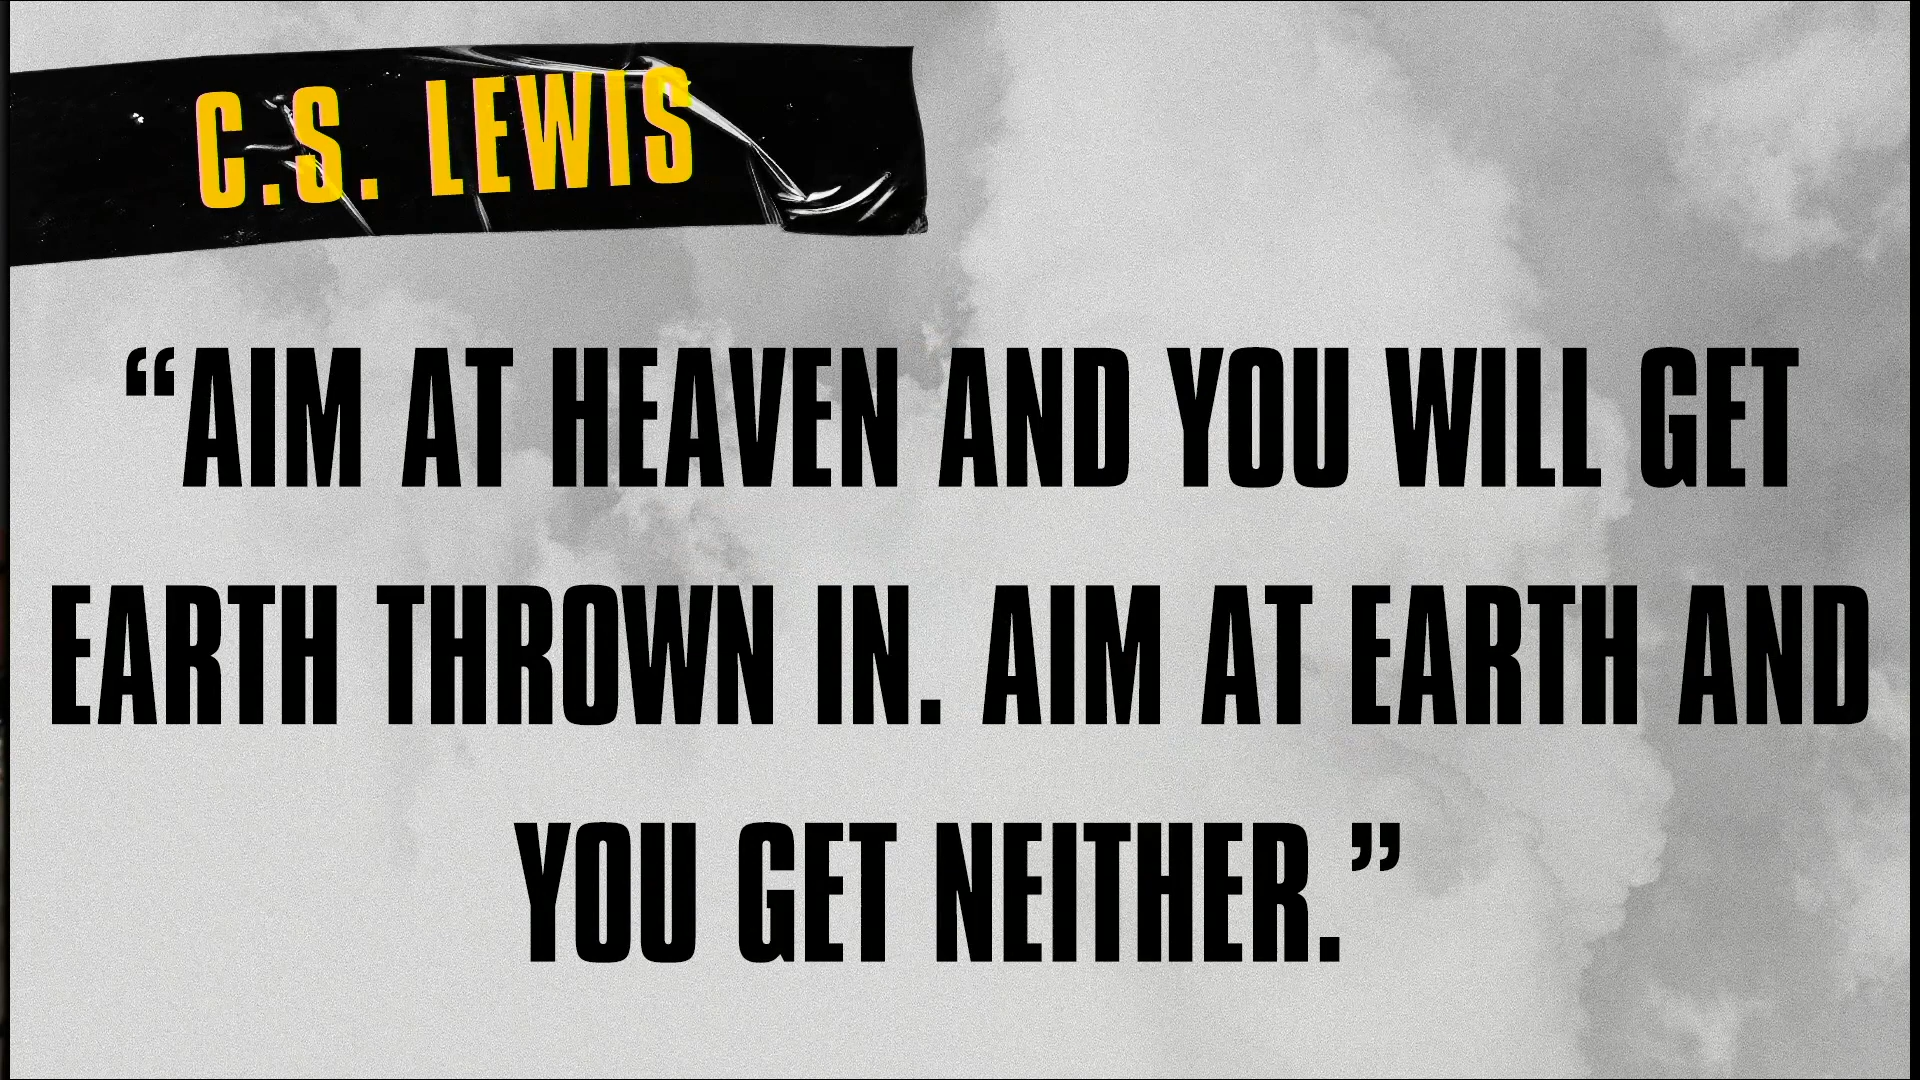 C.S. LEWIS
“AIM AT HEAVEN AND YOU WILL GET
EARTH THROWN IN. AIM AT EARTH AND
YOU GET NEITHER.”